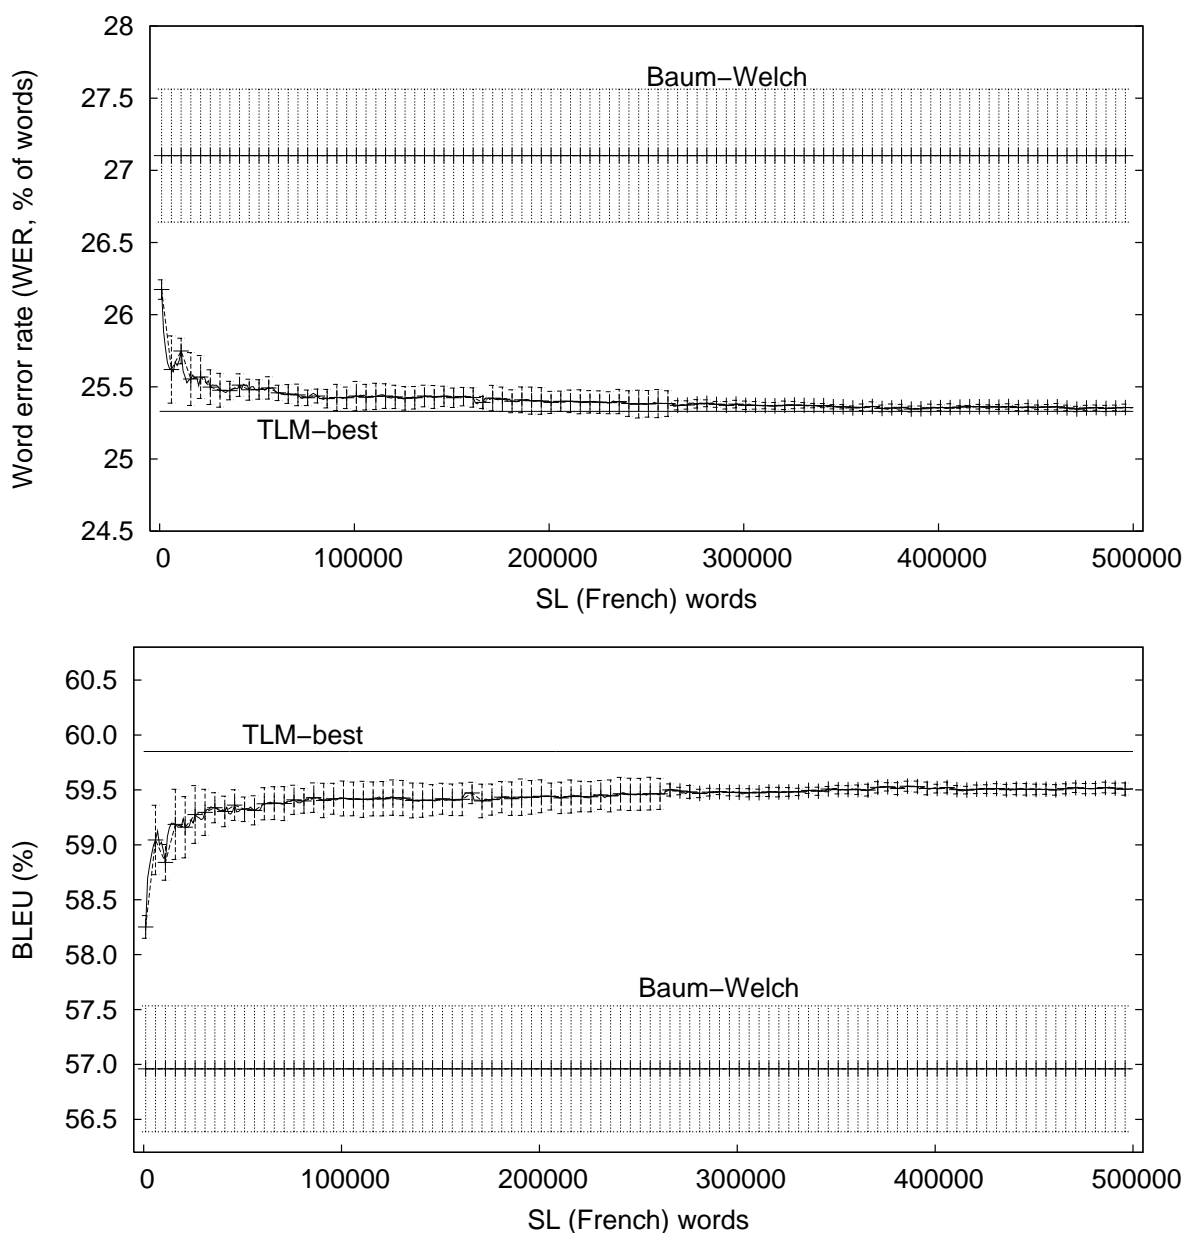 Word error rate (WER, % of words)
28
27.5
27
26.5
26
25.5
25
24.5
Baum−Welch
TLM−best
0 100000 200000 300000 400000 500000
SL (French) words
BLEU (%)
60.5
60.0
59.5
59.0
58.5
58.0
57.5
57.0
56.5
TLM−best
Baum−Welch
0 100000 200000 300000 400000 500000
SL (French) words